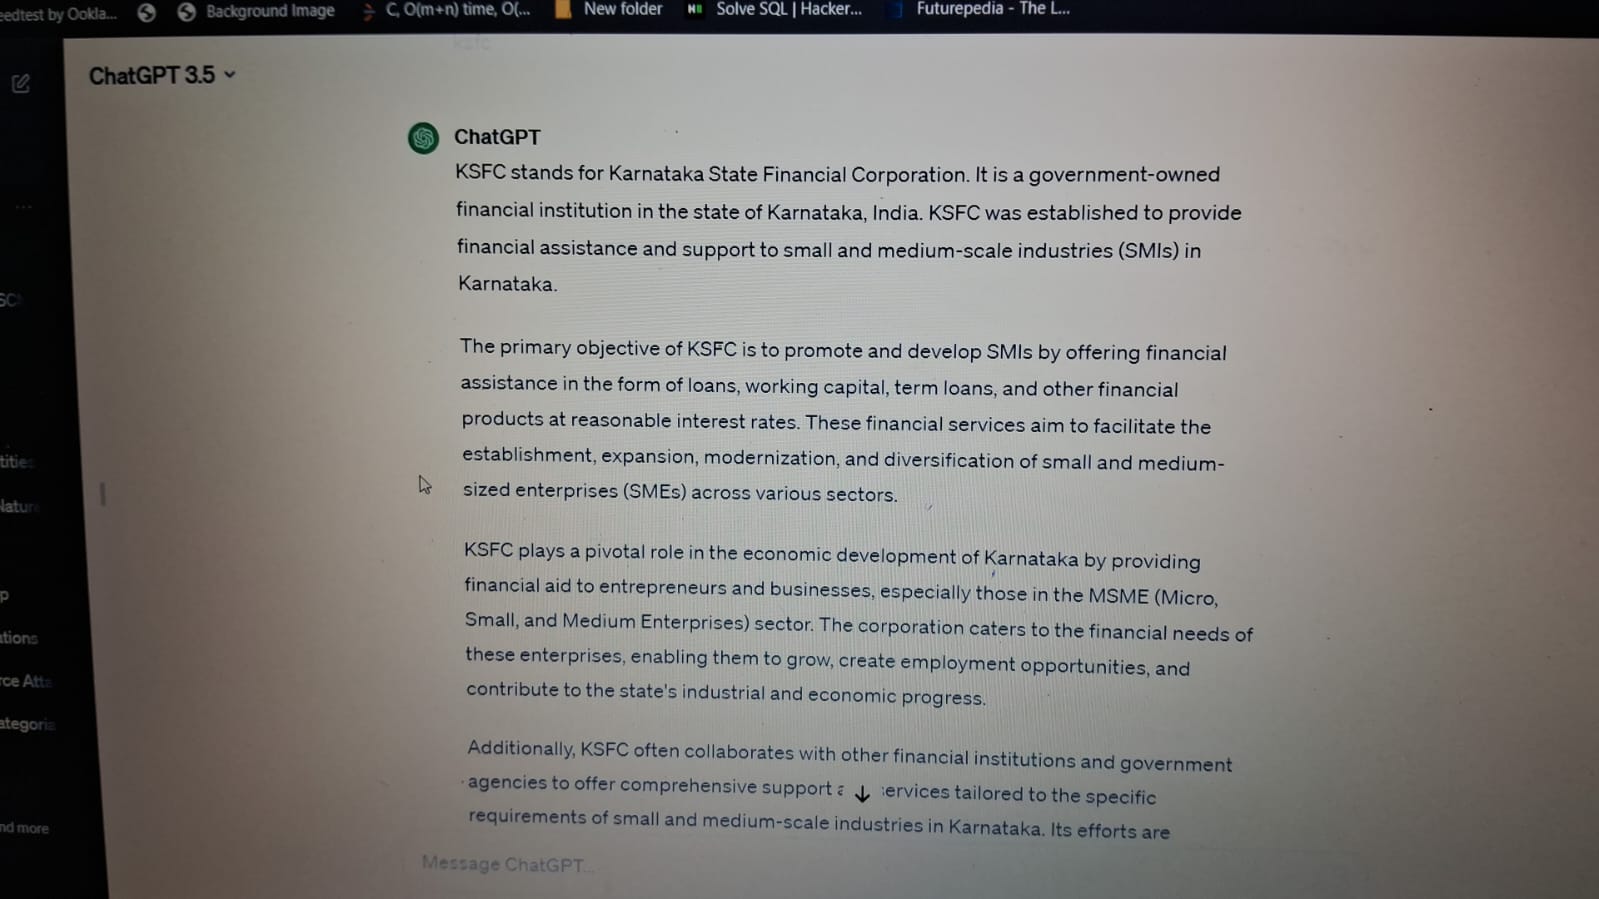 eedtest by Ookla...
Background Image
C, O(m+n) time, O(...
New folder
Solve SQL | Hacker...
Futurepedia - The L...
ksfc
ChatGPT 3.5
ChatGPT
KSFC stands for Karnataka State Financial Corporation. It is a government-owned
financial institution in the state of Karnataka, India. KSFC was established to provide
financial assistance and support to small and medium-scale industries (SMIs) in
Karnataka.
The primary objective of KSFC is to promote and develop SMIs by offering financial
assistance in the form of loans, working capital, term loans, and other financial
products at reasonable interest rates. These financial services aim to facilitate the
establishment, expansion, modernization, and diversification of small and medium-
sized enterprises (SMEs) across various sectors.
KSFC plays a pivotal role in the economic development of Karnataka by providing
financial aid to entrepreneurs and businesses, especially those in the MSME (Micro,
Small, and Medium Enterprises) sector. The corporation caters to the financial needs of
these enterprises, enabling them to grow, create employment opportunities, and
contribute to the state's industrial and economic progress.
Additionally, KSFC often collaborates with other financial institutions and government
agencies to offer comprehensive support ervices tailored to the specific
requirements of small and medium-scale industries in Karnataka. Its efforts are
Message ChatGPT...
tities
Nature
p
ations
rce Atta
ategoria
nd more